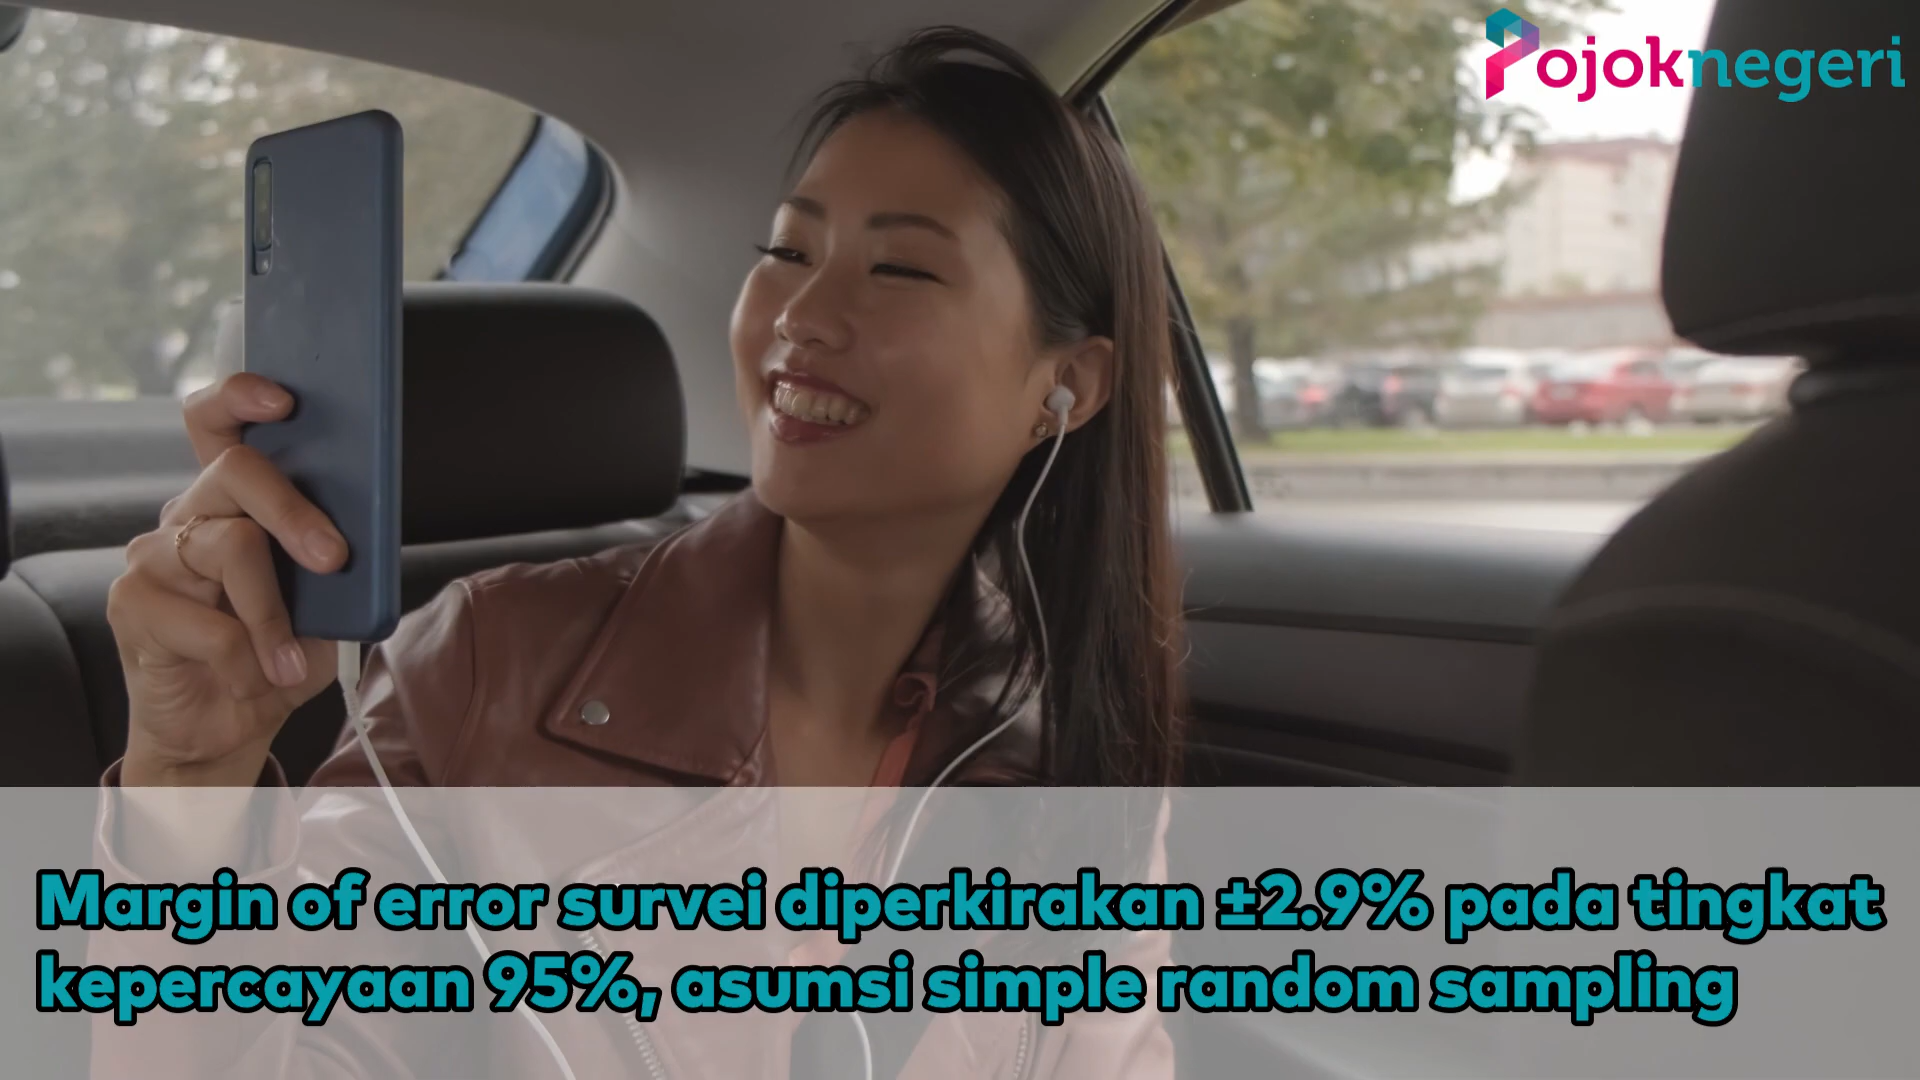 Pojoknegeri
Margin of error survei diperkirakan ±2.9% pada tingkat
kepercayaan 95%, asumsi simple random sampling